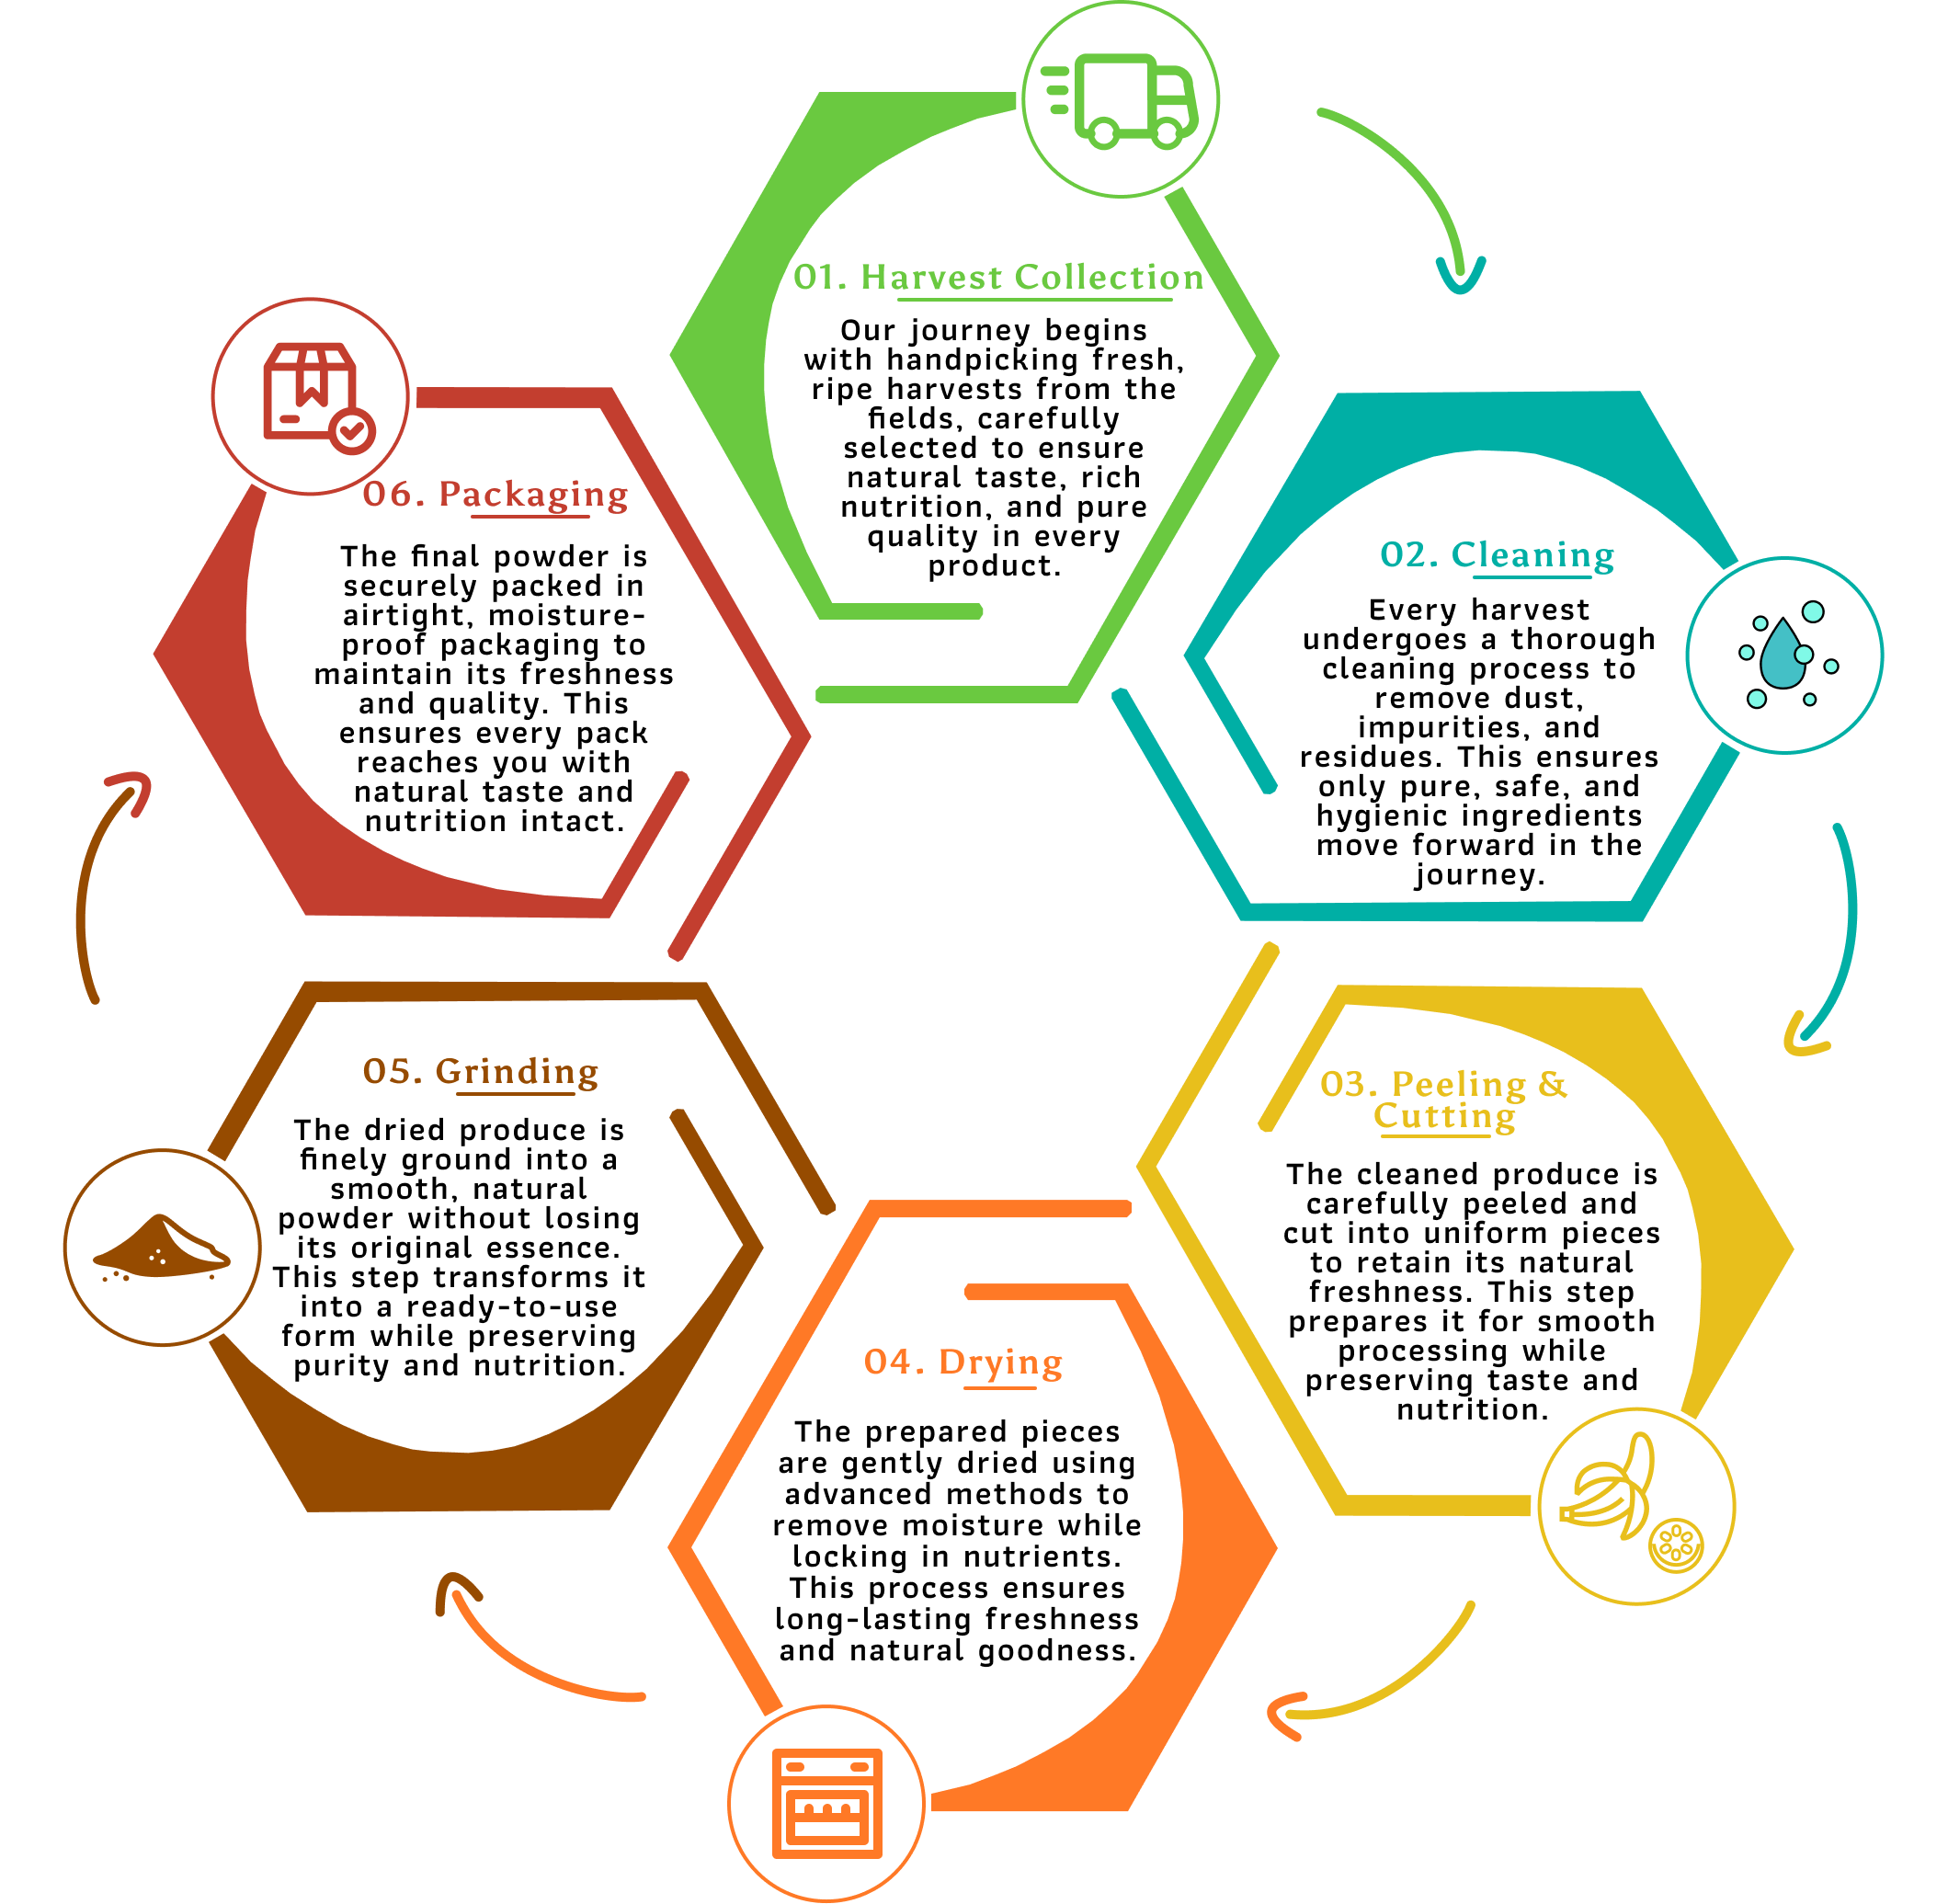 01. Harvest Collection
Our journey begins
with handpicking fresh,
ripe harvests from the
fields, carefully
selected to ensure
natural taste, rich
nutrition, and pure
quality in every
product.
02. Cleaning
Every harvest
undergoes a thorough
cleaning process to
remove dust,
impurities, and
residues. This ensures
only pure, safe, and
hygienic ingredients
move forward in the
journey.
03. Peeling &
Cutting
The cleaned produce is
carefully peeled and
cut into uniform pieces
to retain its natural
freshness. This step
prepares it for smooth
processing while
preserving taste and
nutrition.
04. Drying
The prepared pieces
are gently dried using
advanced methods to
remove moisture while
locking in nutrients.
This process ensures
long-lasting freshness
and natural goodness.
05. Grinding
The dried produce is
finely ground into a
smooth, natural
powder without losing
its original essence.
This step transforms it
into a ready-to-use
form while preserving
purity and nutrition.
06. Packaging
The final powder is
securely packed in
airtight, moisture-
proof packaging to
maintain its freshness
and quality. This
ensures every pack
reaches you with
natural taste and
nutrition intact.